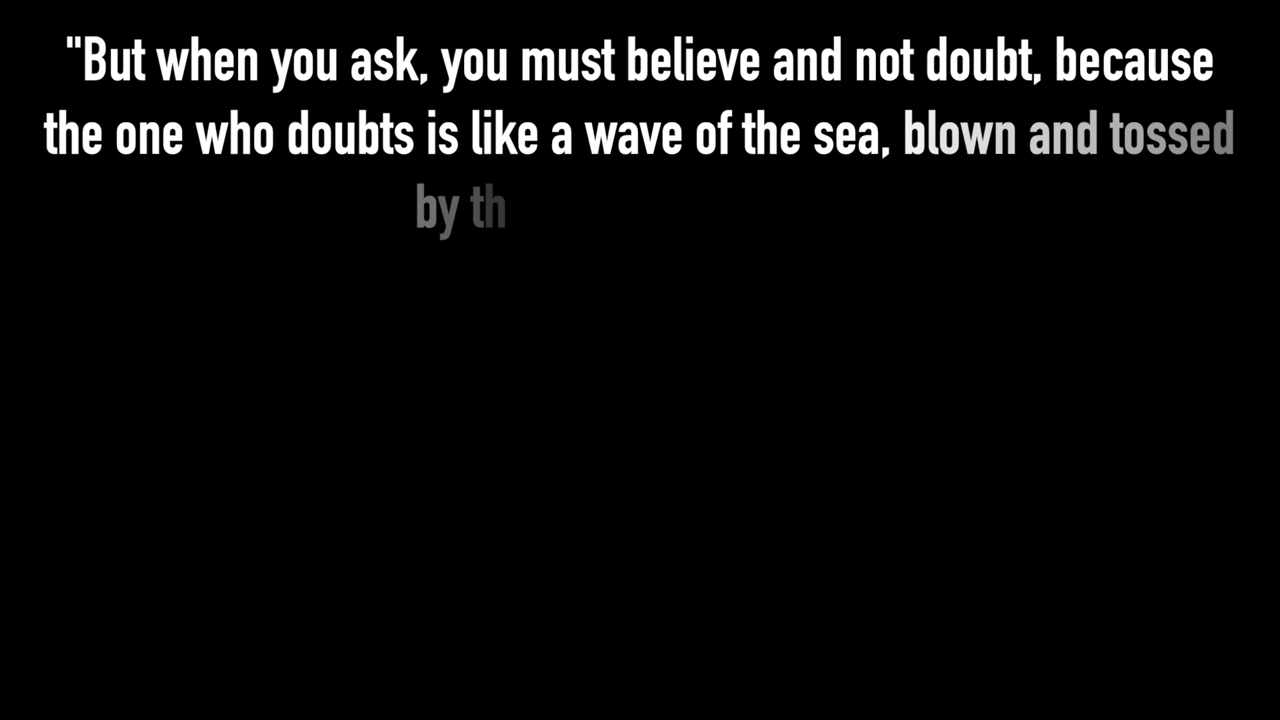 "But when you ask, you must believe and not doubt, because
the one who doubts is like a wave of the sea, blown and tossed
by th